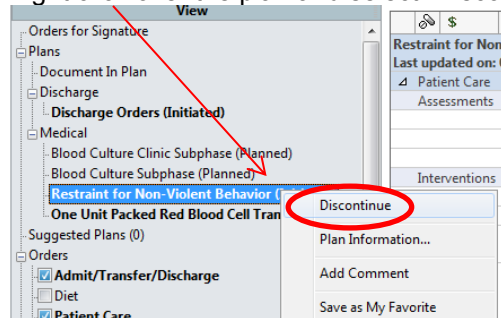 View
$
Orders for Signature
Plans
Document In Plan
Discharge
Discharge Orders (Initiated)
Medical
Blood Culture Clinic Subphase (Planned)
Blood Culture Subphase (Planned)
Restraint for Non-Violent Behavior (
One Unit Packed Red Blood Cell Tran
Suggested Plans (0)
Orders
Admit/Transfer/Discharge
Diet
Patient Care
Discontinue
Plan Information...
Add Comment
Save as My Favorite
Restraint for Non
Last updated on:
Patient Care
Assessments
Interventions